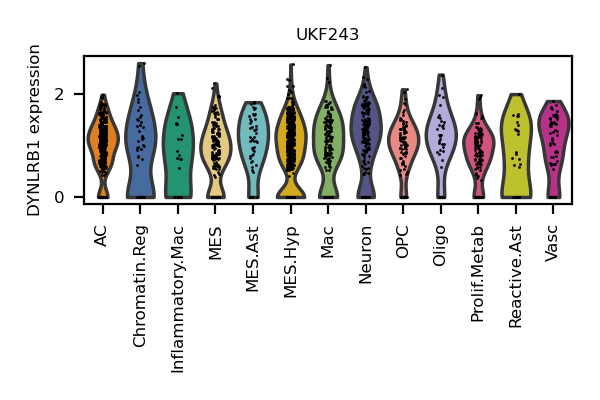 UKF243
DYNLRB1 expression
2
0
AC
Chromatin.Reg
Inflammatory.Mac
MES
MES.Ast
MES.Hyp
Mac
Neuron
OPC
Oligo
Prolif.Metab
Reactive.Ast
Vasc